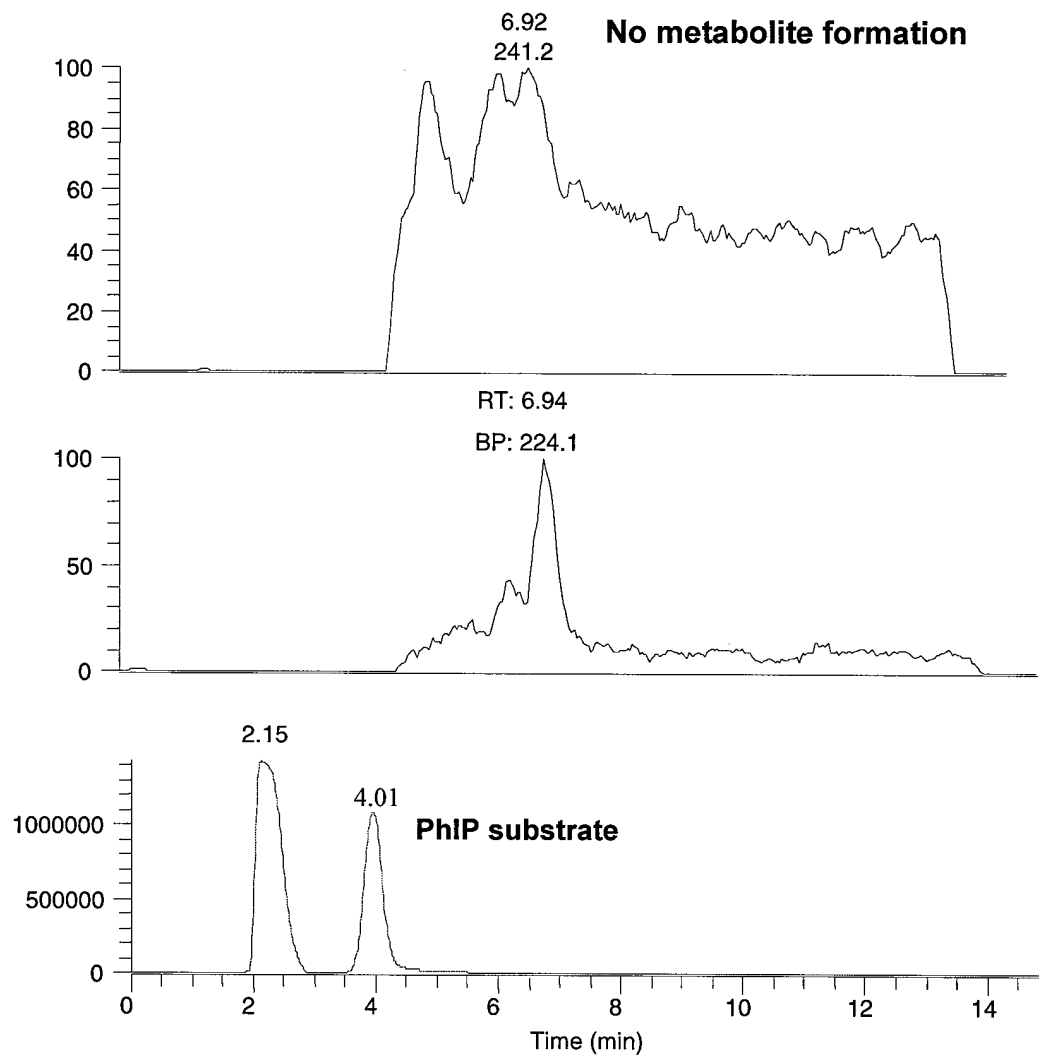 6.92
241.2
No metabolite formation
100
80
60
40
20
0
RT: 6.94
BP: 224.1
100
50
0
2.15
4.01
PhIP substrate
1000000
500000
0
0 2 4 6 8 10 12 14
Time (min)